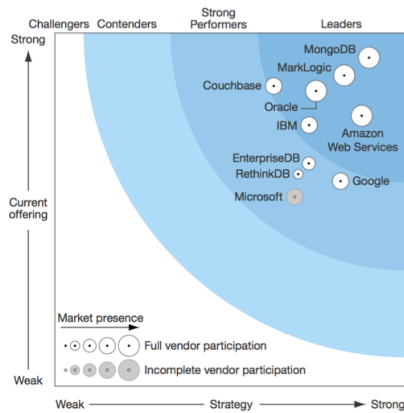 Challengers Contenders Strong Performers Leaders
Strong
MongoDB
MarkLogic
Couchbase
Oracle
IBM
Amazon
Web Services
EnterpriseDB
RethinkDB
Google
Microsoft
Current
offering
Market presence
Full vendor participation
Incomplete vendor participation
Weak
Weak Strategy Strong